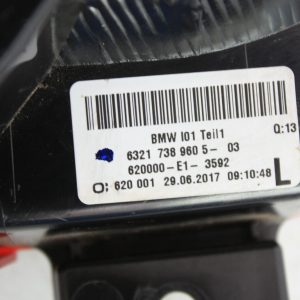 BMW I01 Teil1 Q:13
6321 738 960 5- 03
620000-E1- 3592
O; 620 001 29.06.2017 09:10:48 L